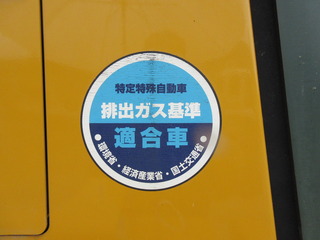 特定特殊自動車
排出ガス基準
適合車
環境省・経済産業省・国土交通省